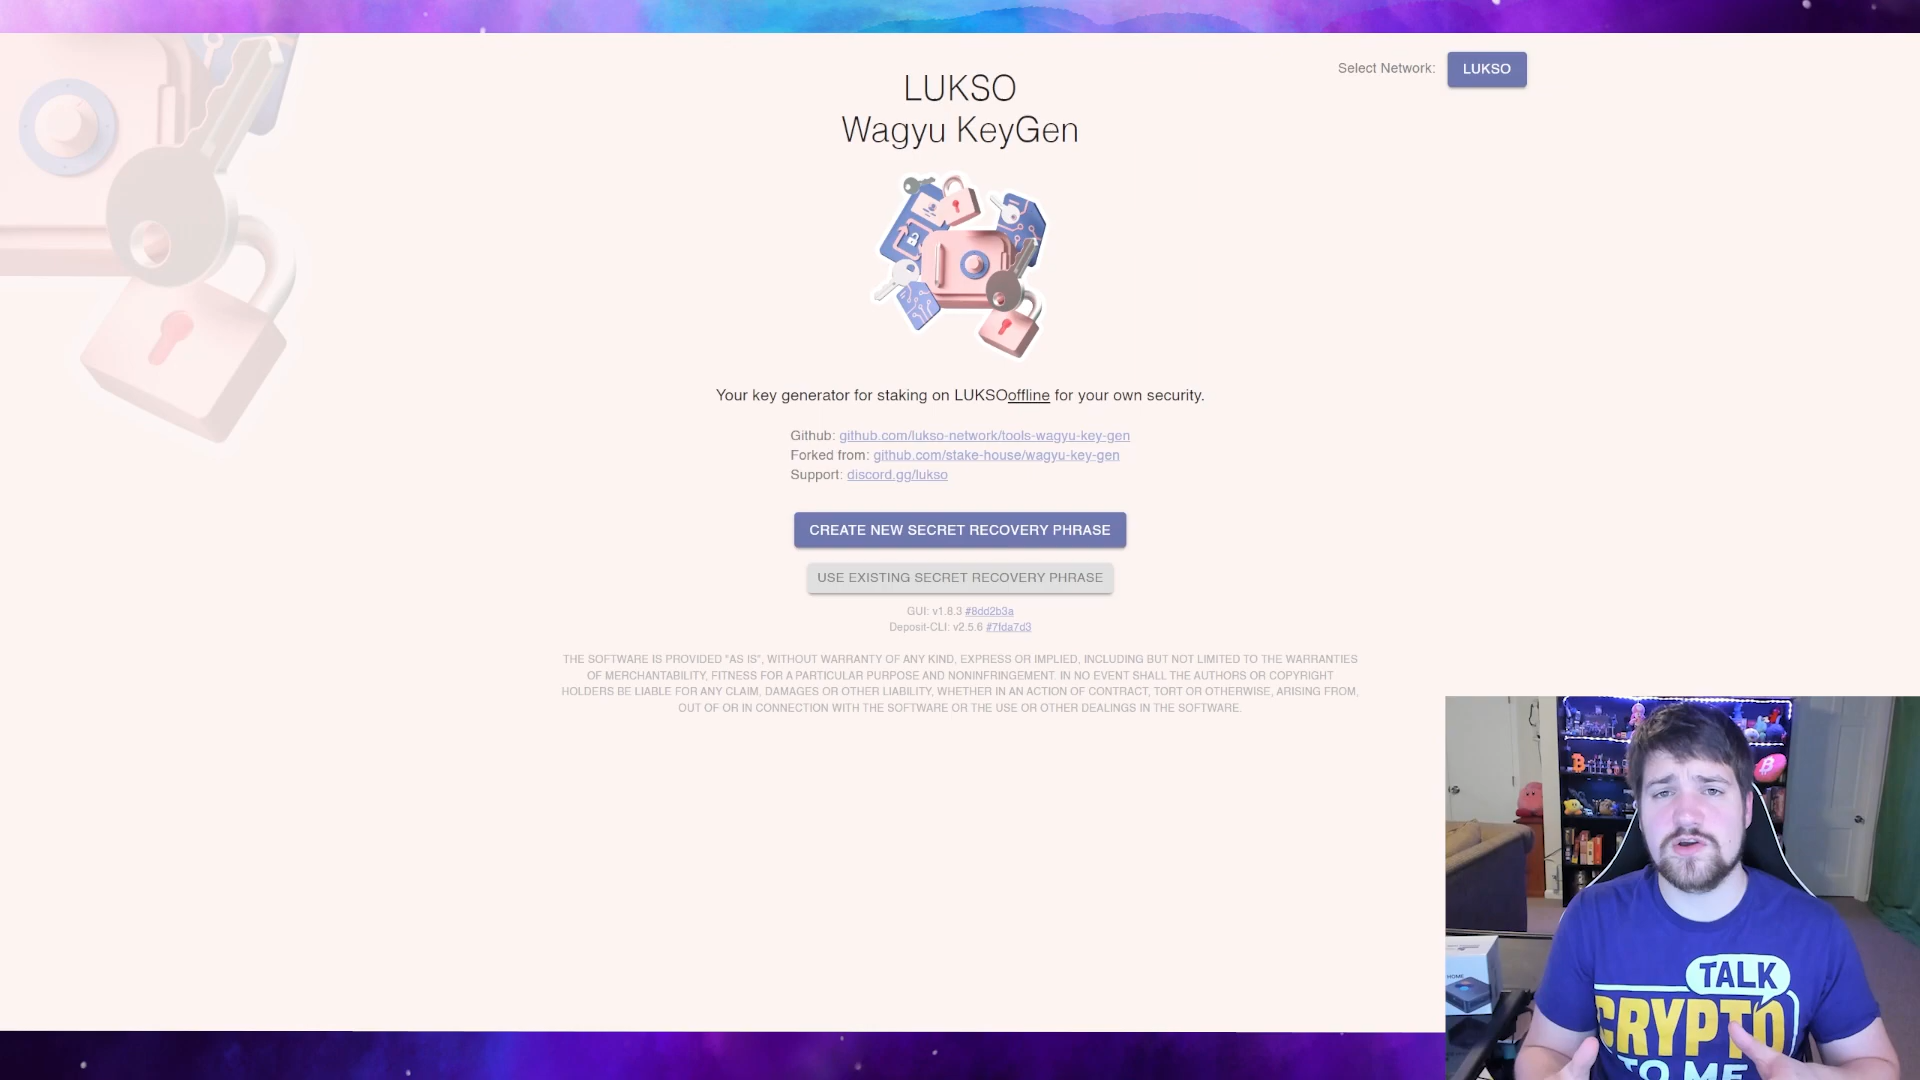 Select Network: LUKSO
LUKSO
Wagyu KeyGen
Your key generator for staking on LUKSOoffline for your own security.
Github: github.com/lukso-network/tools-wagyu-key-gen
Forked from: github.com/stake-house/wagyu-key-gen
Support: discord.gg/lukso
CREATE NEW SECRET RECOVERY PHRASE
USE EXISTING SECRET RECOVERY PHRASE
GUI: v1.8.3 #8dd2b3a
Deposit-CLI: v2.5.6 #7fda7d3
THE SOFTWARE IS PROVIDED "AS IS", WITHOUT WARRANTY OF ANY KIND, EXPRESS OR IMPLIED, INCLUDING BUT NOT LIMITED TO THE WARRANTIES
OF MERCHANTABILITY, FITNESS FOR A PARTICULAR PURPOSE AND NONINFRINGEMENT. IN NO EVENT SHALL THE AUTHORS OR COPYRIGHT
HOLDERS BE LIABLE FOR ANY CLAIM, DAMAGES OR OTHER LIABILITY, WHETHER IN AN ACTION OF CONTRACT, TORT OR OTHERWISE, ARISING FROM,
OUT OF OR IN CONNECTION WITH THE SOFTWARE OR THE USE OR OTHER DEALINGS IN THE SOFTWARE.
HOME
TALK
CRYPTO
TO ME